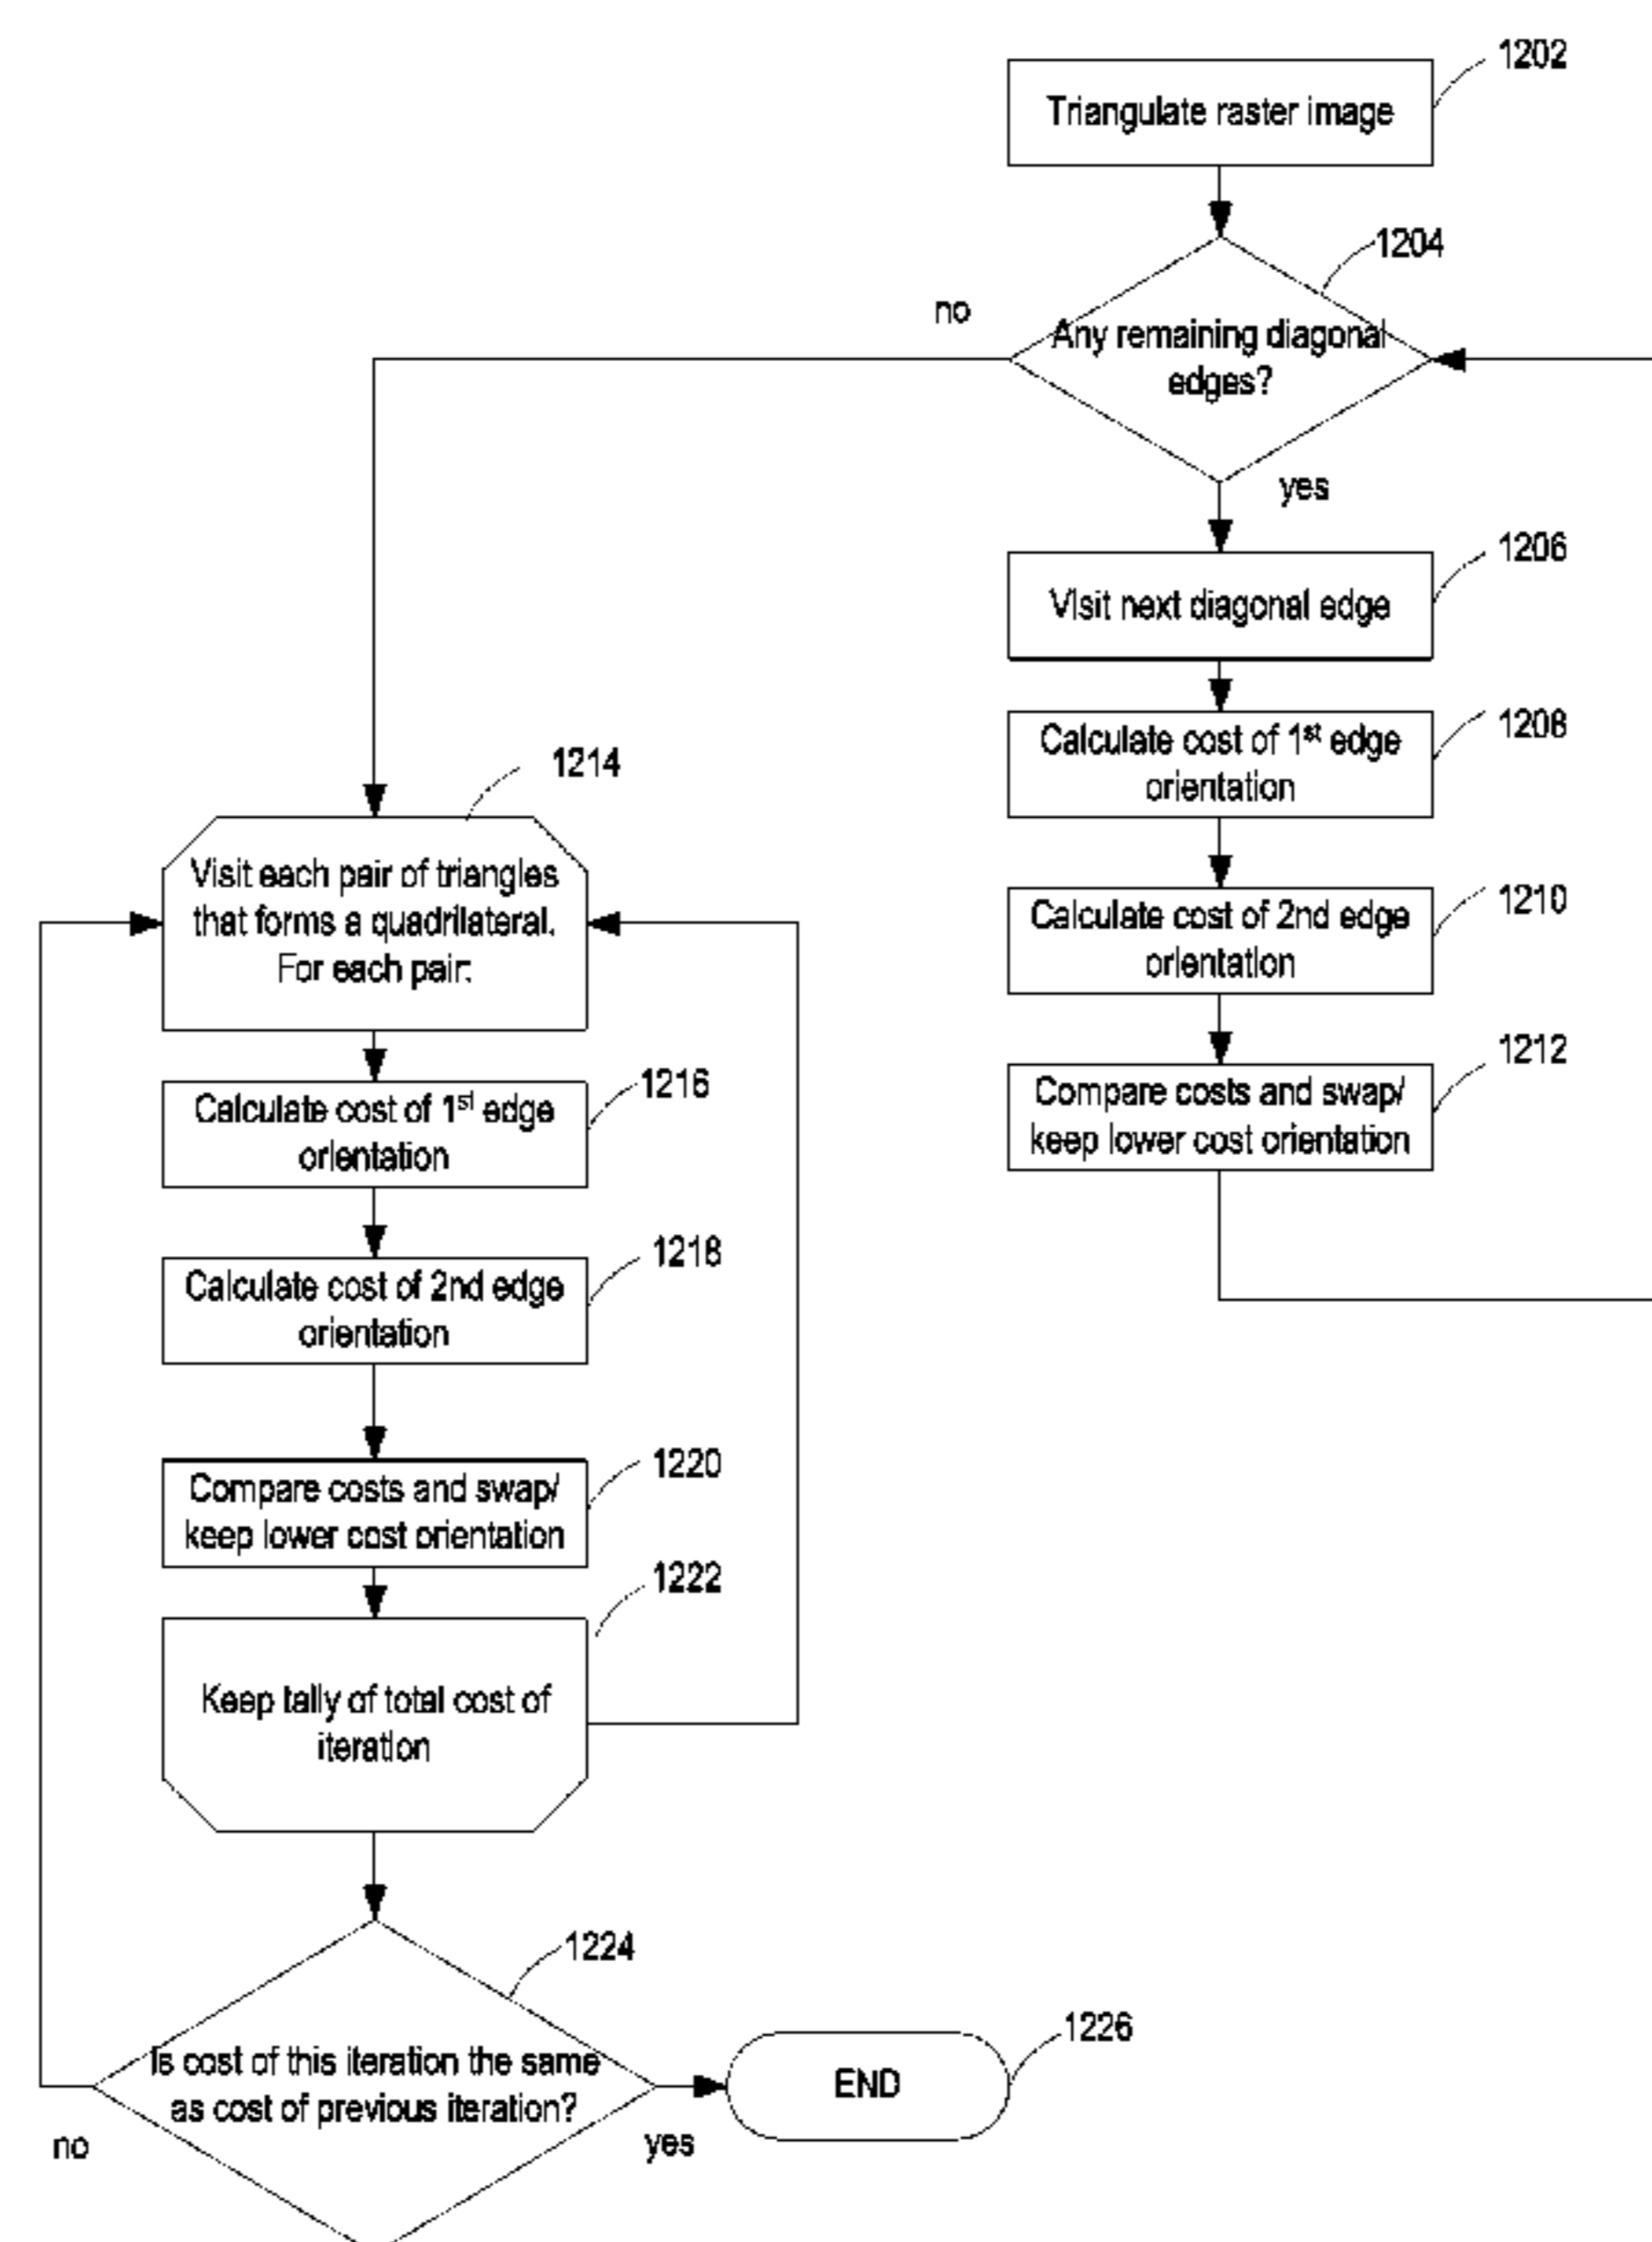 1202
Triangulate raster image
1204
no
Any remaining diagonal
edges?
yes
1206
Visit next diagonal edge
1208
Calculate cost of 1st edge
orientation
1210
Calculate cost of 2nd edge
orientation
1212
Compare costs and swap/
keep lower cost orientation
1214
Visit each pair of triangles
that forms a quadrilateral.
For each pair:
1216
Calculate cost of 1st edge
orientation
1218
Calculate cost of 2nd edge
orientation
1220
Compare costs and swap/
keep lower cost orientation
1222
Keep tally of total cost of
iteration
1224
Is cost of this iteration the same
as cost of previous iteration?
no
yes
1226
END